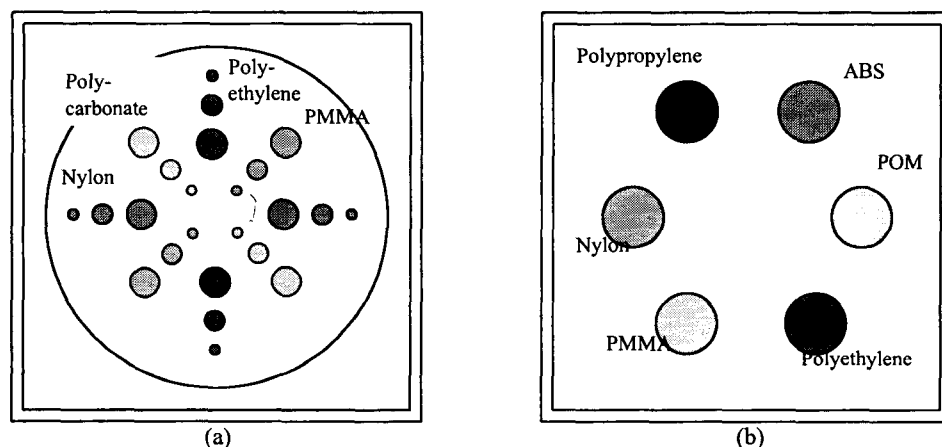 Poly-
carbonate
Poly-
ethylene
PMMA
Nylon
(a)
Polypropylene
ABS
POM
Nylon
PMMA
Polyethylene
(b)